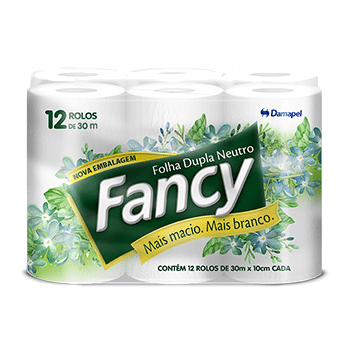 12 ROLOS
DE 30 m
Damapel
NOVA EMBALAGEM
Folha Dupla Neutro
Fancy
Mais macio. Mais branco.
CONTÉM 12 ROLOS DE 30m x 10cm CADA